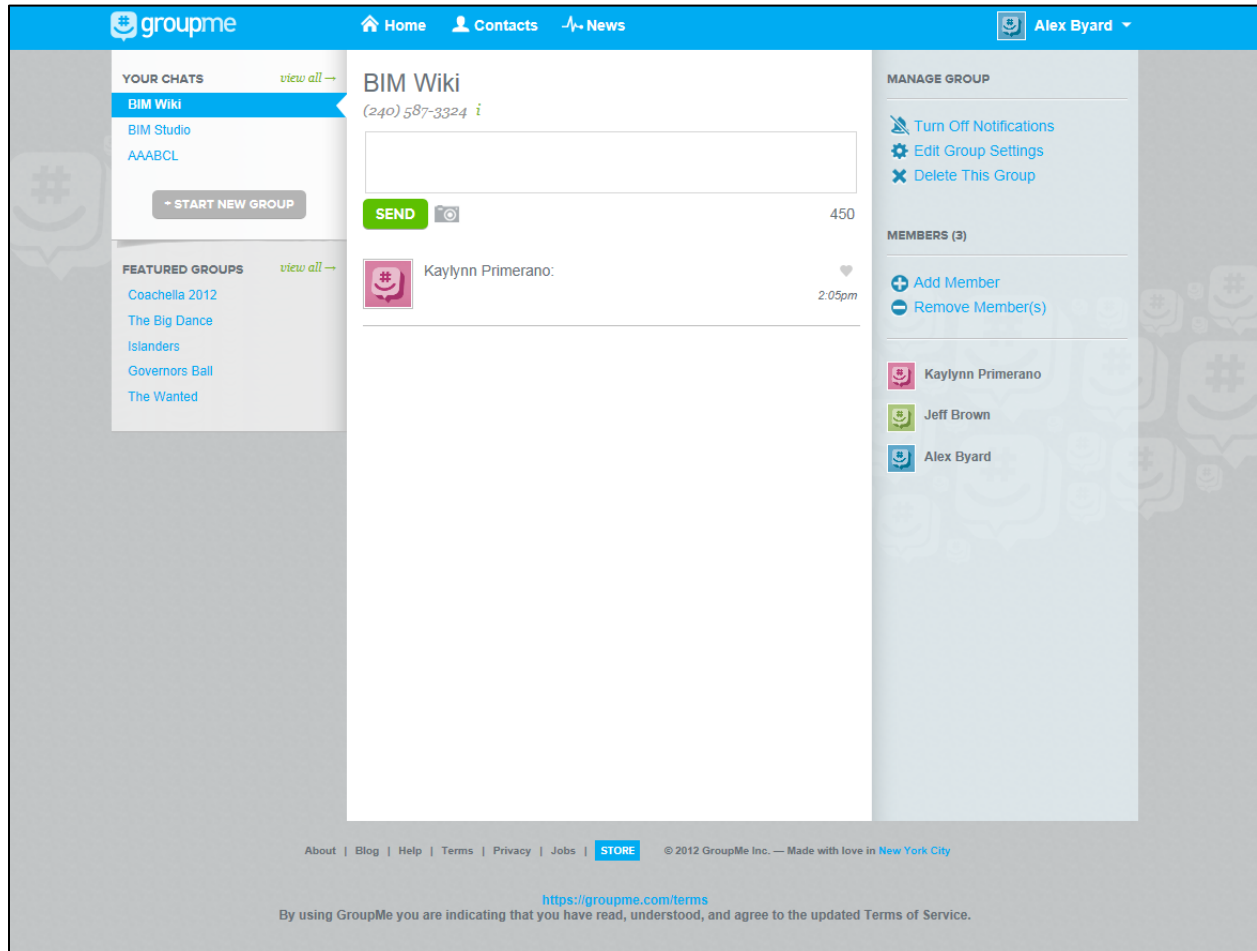 groupme
Home Contacts News
Alex Byard
YOUR CHATS view all →
BIM Wiki
BIM Studio
AAABCL
+ START NEW GROUP
FEATURED GROUPS view all →
Coachella 2012
The Big Dance
Islanders
Governors Ball
The Wanted
BIM Wiki
(240) 587-3324 i
SEND 450
Kaylynn Primerano:
2:05pm
MANAGE GROUP
Turn Off Notifications
Edit Group Settings
Delete This Group
MEMBERS (3)
Add Member
Remove Member(s)
Kaylynn Primerano
Jeff Brown
Alex Byard
About | Blog | Help | Terms | Privacy | Jobs | STORE © 2012 GroupMe Inc. — Made with love in New York City
https://groupme.com/terms
By using GroupMe you are indicating that you have read, understood, and agree to the updated Terms of Service.